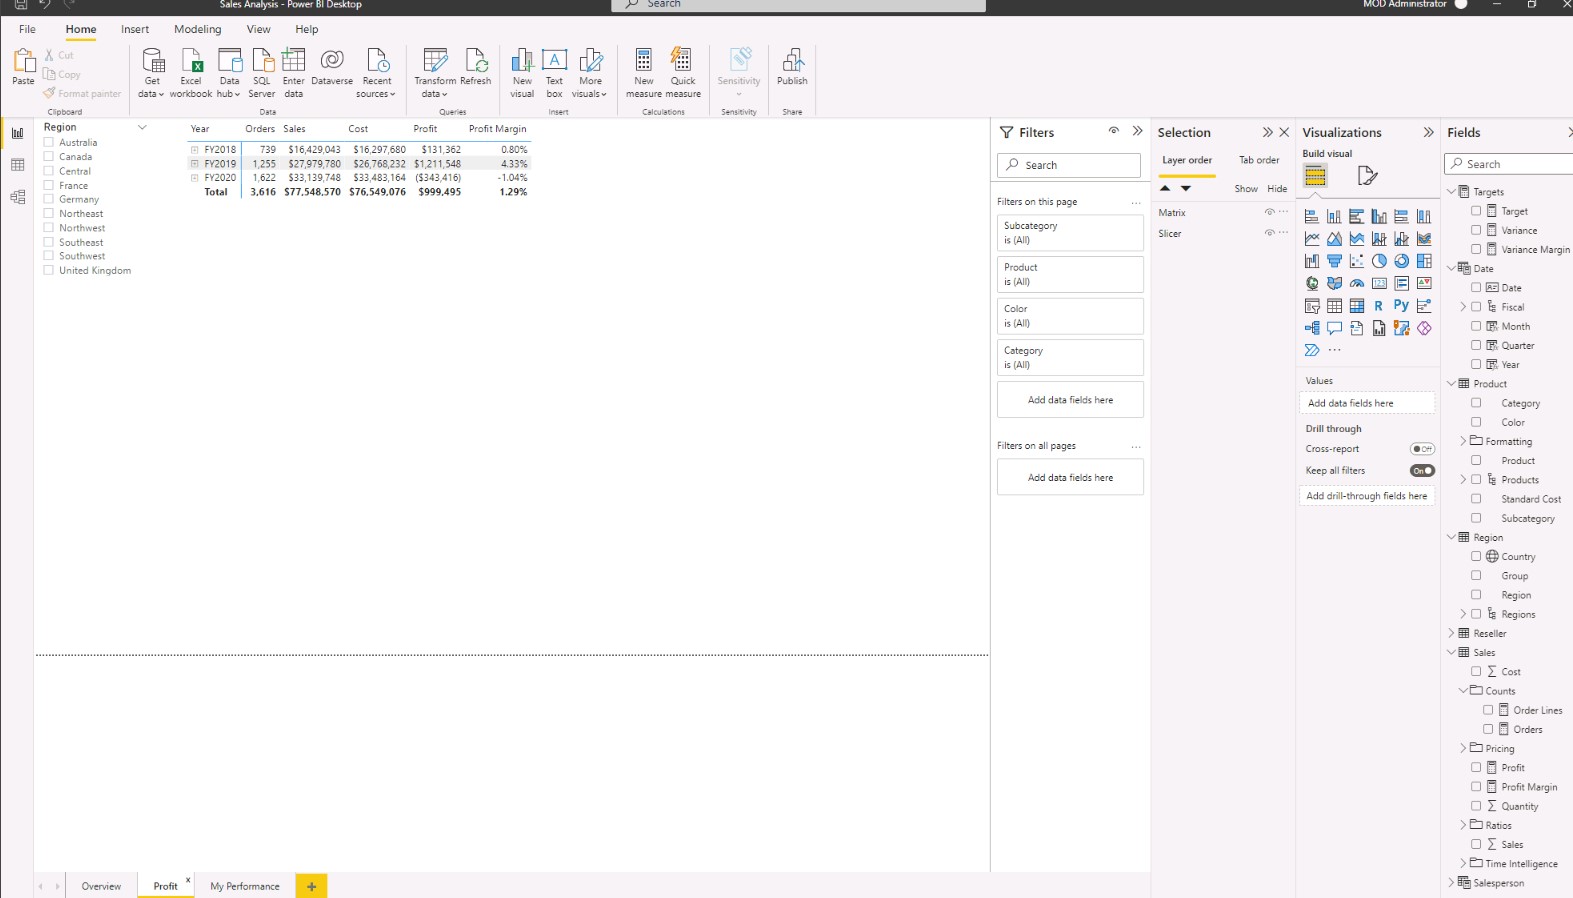 Sales Analysis - Power BI Desktop
Search
MOD Administrator
File Home Insert Modeling View Help
Paste
Cut
Copy
Format painter
Clipboard
Get data
Excel workbook
Data hub
SQL Server
Enter data
Dataverse
Recent sources
Data
Transform data
Refresh
Queries
New visual
Text box
More visuals
Insert
New measure
Quick measure
Calculations
Sensitivity
Sensitivity
Publish
Share
Region
Australia
Canada
Central
France
Germany
Northeast
Northwest
Southeast
Southwest
United Kingdom
Year Orders Sales Cost Profit Profit Margin
FY2018 739 $16,429,043 $16,297,680 $131,362 0.80%
FY2019 1,255 $27,979,780 $26,768,232 $1,211,548 4.33%
FY2020 1,622 $33,139,748 $33,483,164 ($343,416) -1.04%
Total 3,616 $77,548,570 $76,549,076 $999,495 1.29%
Filters
Search
Filters on this page
Subcategory
is (All)
Product
is (All)
Color
is (All)
Category
is (All)
Add data fields here
Filters on all pages
Add data fields here
Selection
Layer order Tab order
Show Hide
Matrix
Slicer
Visualizations
Build visual
123
R Py
Values
Add data fields here
Drill through
Cross-report Off
Keep all filters On
Add drill-through fields here
Fields
Search
Targets
Target
Variance
Variance Margin
Date
Date
Fiscal
Month
Quarter
Year
Product
Category
Color
Formatting
Product
Products
Standard Cost
Subcategory
Region
Country
Group
Region
Regions
Reseller
Sales
Cost
Counts
Order Lines
Orders
Pricing
Profit
Profit Margin
Quantity
Ratios
Sales
Time Intelligence
Salesperson
Overview Profit x My Performance +